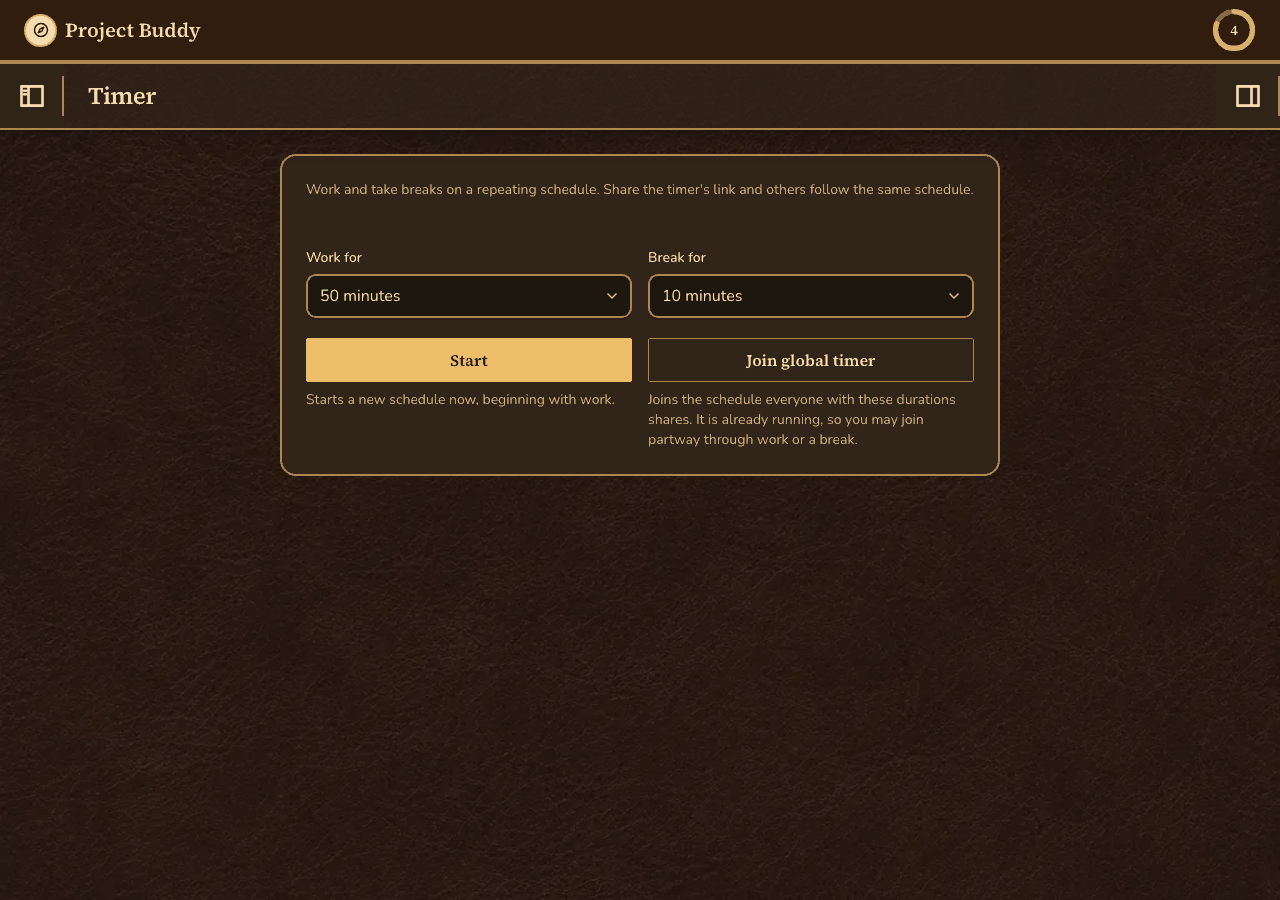 Project Buddy
4
Timer
Work and take breaks on a repeating schedule. Share the timer's link and others follow the same schedule.
Work for
Break for
50 minutes
10 minutes
Start
Join global timer
Starts a new schedule now, beginning with work.
Joins the schedule everyone with these durations
shares. It is already running, so you may join
partway through work or a break.